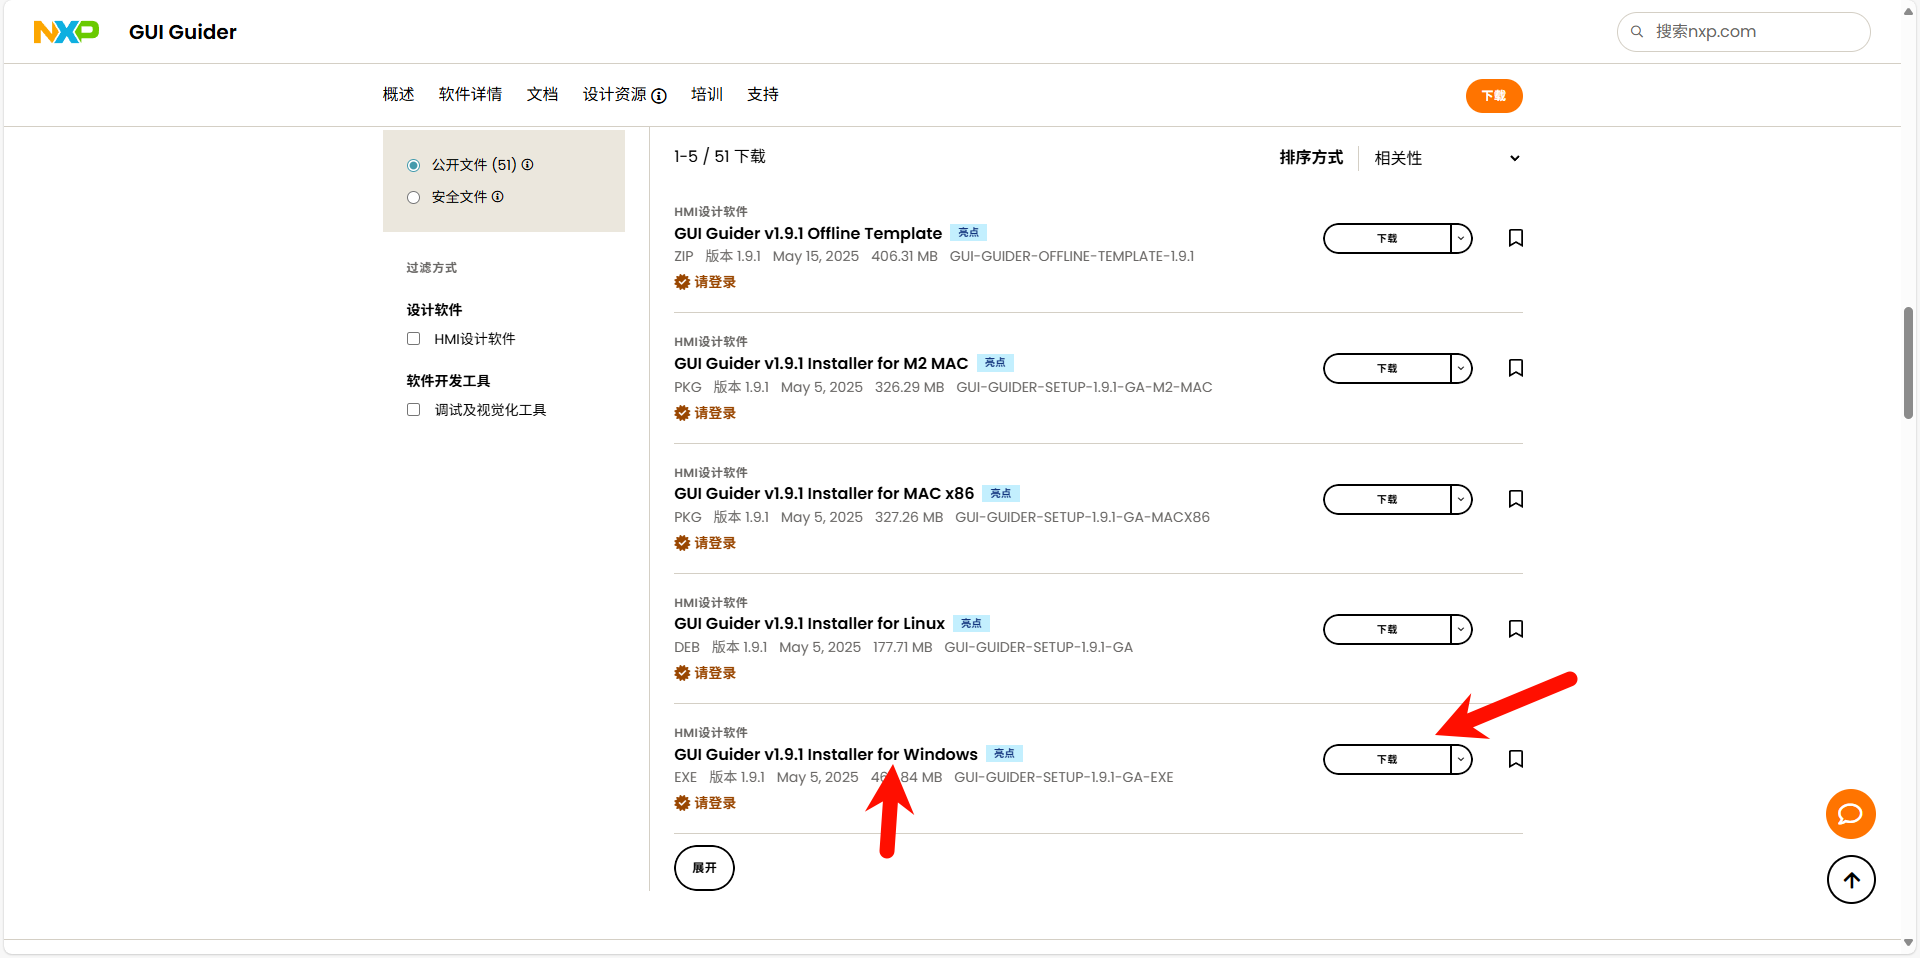 NXP GUI Guider
搜索nxp.com
概述 软件详情 文档 设计资源 培训 支持 下载
公开文件 (51)
安全文件
过滤方式
设计软件
HMI设计软件
软件开发工具
调试及视觉化工具
1-5 / 51 下载
排序方式 相关性
HMI设计软件
GUI Guider v1.9.1 Offline Template 亮点
ZIP 版本 1.9.1 May 15, 2025 406.31 MB GUI-GUIDER-OFFLINE-TEMPLATE-1.9.1
请登录
下载
HMI设计软件
GUI Guider v1.9.1 Installer for M2 MAC 亮点
PKG 版本 1.9.1 May 5, 2025 326.29 MB GUI-GUIDER-SETUP-1.9.1-GA-M2-MAC
请登录
下载
HMI设计软件
GUI Guider v1.9.1 Installer for MAC x86 亮点
PKG 版本 1.9.1 May 5, 2025 327.26 MB GUI-GUIDER-SETUP-1.9.1-GA-MACX86
请登录
下载
HMI设计软件
GUI Guider v1.9.1 Installer for Linux 亮点
DEB 版本 1.9.1 May 5, 2025 177.71 MB GUI-GUIDER-SETUP-1.9.1-GA
请登录
下载
HMI设计软件
GUI Guider v1.9.1 Installer for Windows 亮点
EXE 版本 1.9.1 May 5, 2025 MB GUI-GUIDER-SETUP-1.9.1-GA-EXE
请登录
下载
展开